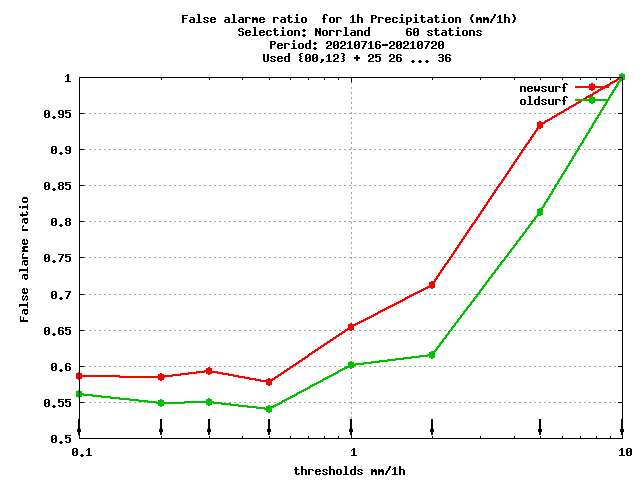 False alarme ratio  for 1h Precipitation (mm/1h)
Selection: Norrland     60 stations
Period: 20210716-20210720
Used {00,12} + 25 26 ... 36
newsurf
oldsurf
False alarme ratio
1
0.95
0.9
0.85
0.8
0.75
0.7
0.65
0.6
0.55
0.5
0.1
1
10
thresholds mm/1h